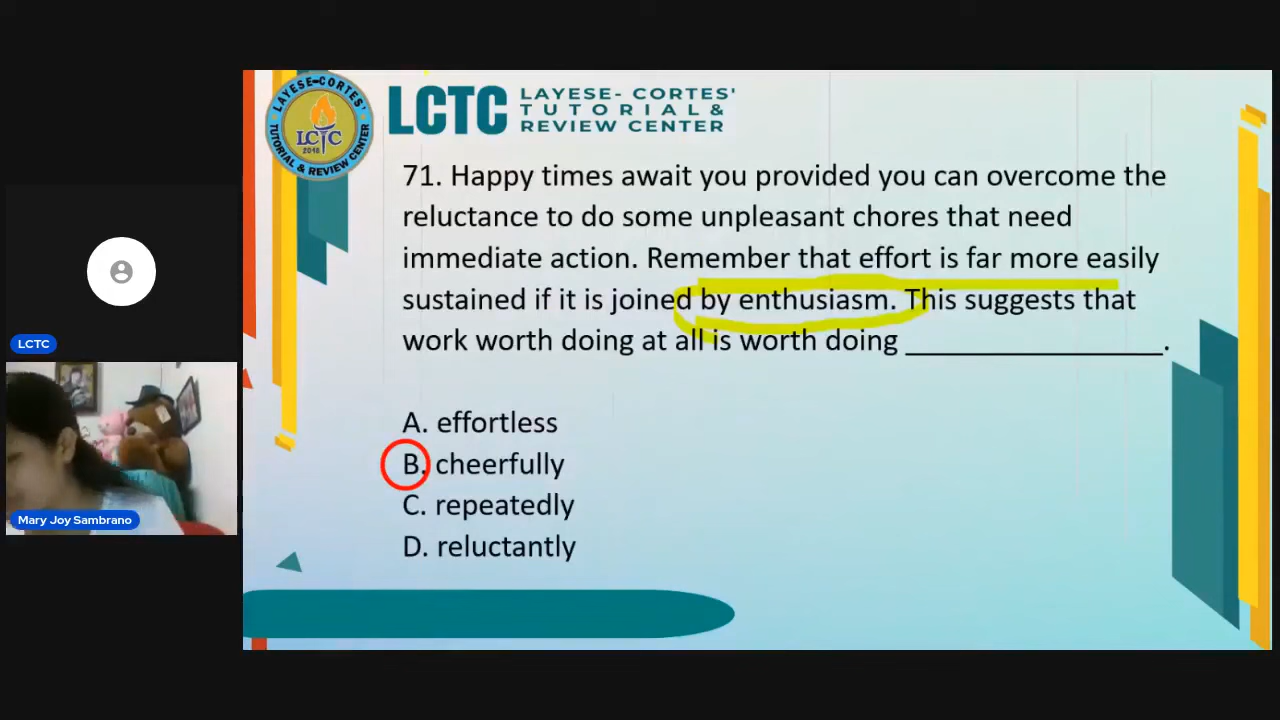 LAYESE-CORTES'
LCTC
2018
TUTORIAL & REVIEW CENTER
LCTC
LAYESE- CORTES'
TUTORIAL &
REVIEW CENTER
71. Happy times await you provided you can overcome the
reluctance to do some unpleasant chores that need
immediate action. Remember that effort is far more easily
sustained if it is joined by enthusiasm. This suggests that
work worth doing at all is worth doing _________________.
A. effortless
B. cheerfully
C. repeatedly
D. reluctantly
LCTC
Mary Joy Sambrano